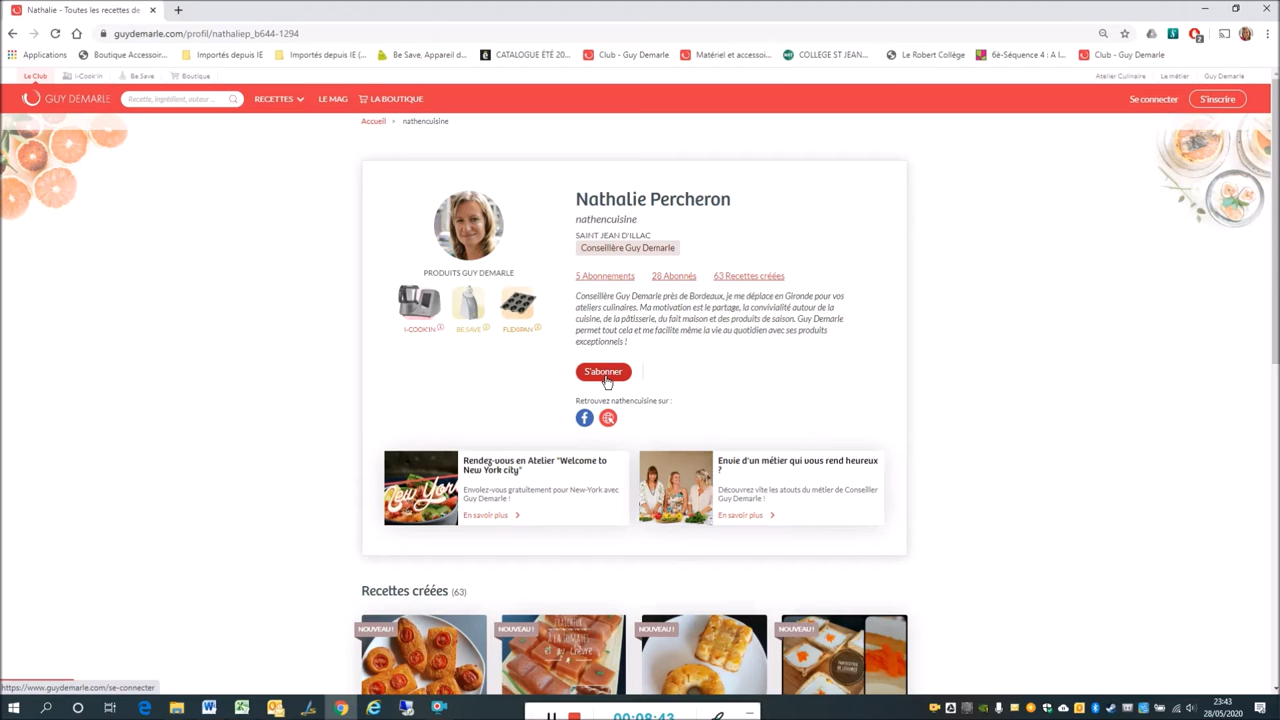 Nathalie - Toutes les recettes de
guydemarle.com/profil/nathaliep_b644-1294
Applications
Boutique Accessoir...
Importés depuis IE
Importés depuis IE (...
Be Save, Appareil d...
CATALOGUE ÉTÉ 20...
Club - Guy Demarle
Matériel et accessoi...
COLLEGE ST JEAN...
Le Robert Collège
6è-Séquence 4 : A l...
Club - Guy Demarle
Le Club
i-Cook'in
Be Save
Boutique
Atelier Culinaire
Le métier
Guy Demarle
GUY DEMARLE
Recette, ingrédient, auteur ...
RECETTES
LE MAG
LA BOUTIQUE
Se connecter
S'inscrire
Accueil > nathencuisine
Nathalie Percheron
nathencuisine
SAINT JEAN D'ILLAC
Conseillère Guy Demarle
PRODUITS GUY DEMARLE
I-COOK'IN
BE SAVE
FLEXIPAN
5 Abonnements
28 Abonnés
63 Recettes créées
Conseillère Guy Demarle près de Bordeaux, je me déplace en Gironde pour vos
ateliers culinaires. Ma motivation est le partage, la convivialité autour de la
cuisine, de la pâtisserie, du fait maison et des produits de saison. Guy Demarle
permet tout cela et me facilite même la vie au quotidien avec ses produits
exceptionnels !
S'abonner
Retrouvez nathencuisine sur :
New York
Rendez-vous en Atelier "Welcome to
New York city"
Envolez-vous gratuitement pour New-York avec
Guy Demarle !
En savoir plus >
Envie d'un métier qui vous rend heureux
?
Découvrez vite les atouts du métier de Conseiller
Guy Demarle !
En savoir plus >
Recettes créées (63)
NOUVEAU !
NOUVEAU !
NOUVEAU !
NOUVEAU !
À LA TOMATES
et au chèvre
https://www.guydemarle.com/se-connecter
00:08:43
23:43
28/05/2020